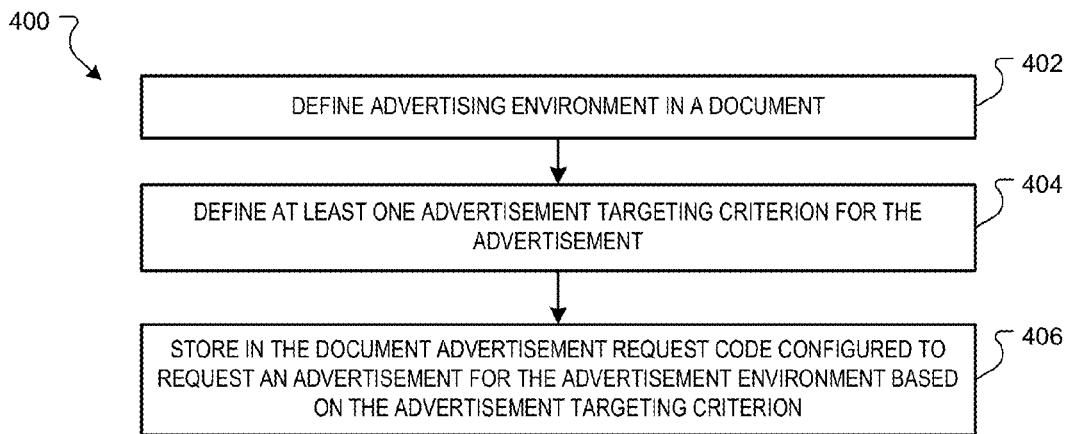 400
402
DEFINE ADVERTISING ENVIRONMENT IN A DOCUMENT
404
DEFINE AT LEAST ONE ADVERTISEMENT TARGETING CRITERION FOR THE
ADVERTISEMENT
406
STORE IN THE DOCUMENT ADVERTISEMENT REQUEST CODE CONFIGURED TO
REQUEST AN ADVERTISEMENT FOR THE ADVERTISEMENT ENVIRONMENT BASED
ON THE ADVERTISEMENT TARGETING CRITERION